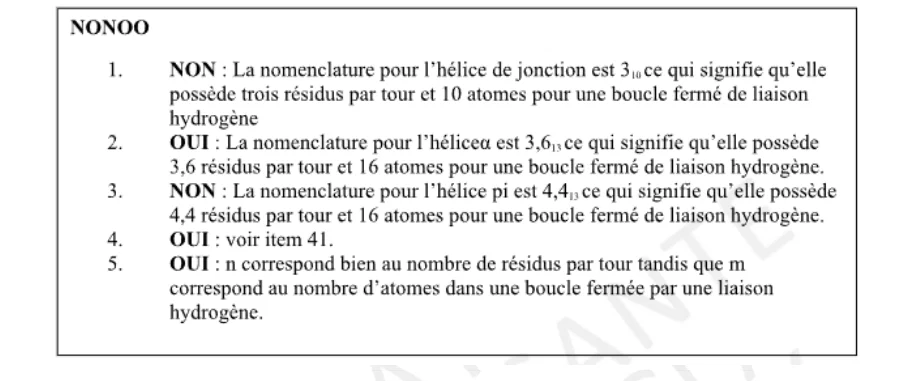 NONOO
1. NON : La nomenclature pour l’hélice de jonction est 3₁₀ ce qui signifie qu’elle
possède trois résidus par tour et 10 atomes pour une boucle fermé de liaison
hydrogène
2. OUI : La nomenclature pour l’héliceα est 3,6₁₃ ce qui signifie qu’elle possède
3,6 résidus par tour et 16 atomes pour une boucle fermé de liaison hydrogène.
3. NON : La nomenclature pour l’hélice pi est 4,4₁₃ ce qui signifie qu’elle possède
4,4 résidus par tour et 16 atomes pour une boucle fermé de liaison hydrogène.
4. OUI : voir item 41.
5. OUI : n correspond bien au nombre de résidus par tour tandis que m
correspond au nombre d’atomes dans une boucle fermée par une liaison
hydrogène.